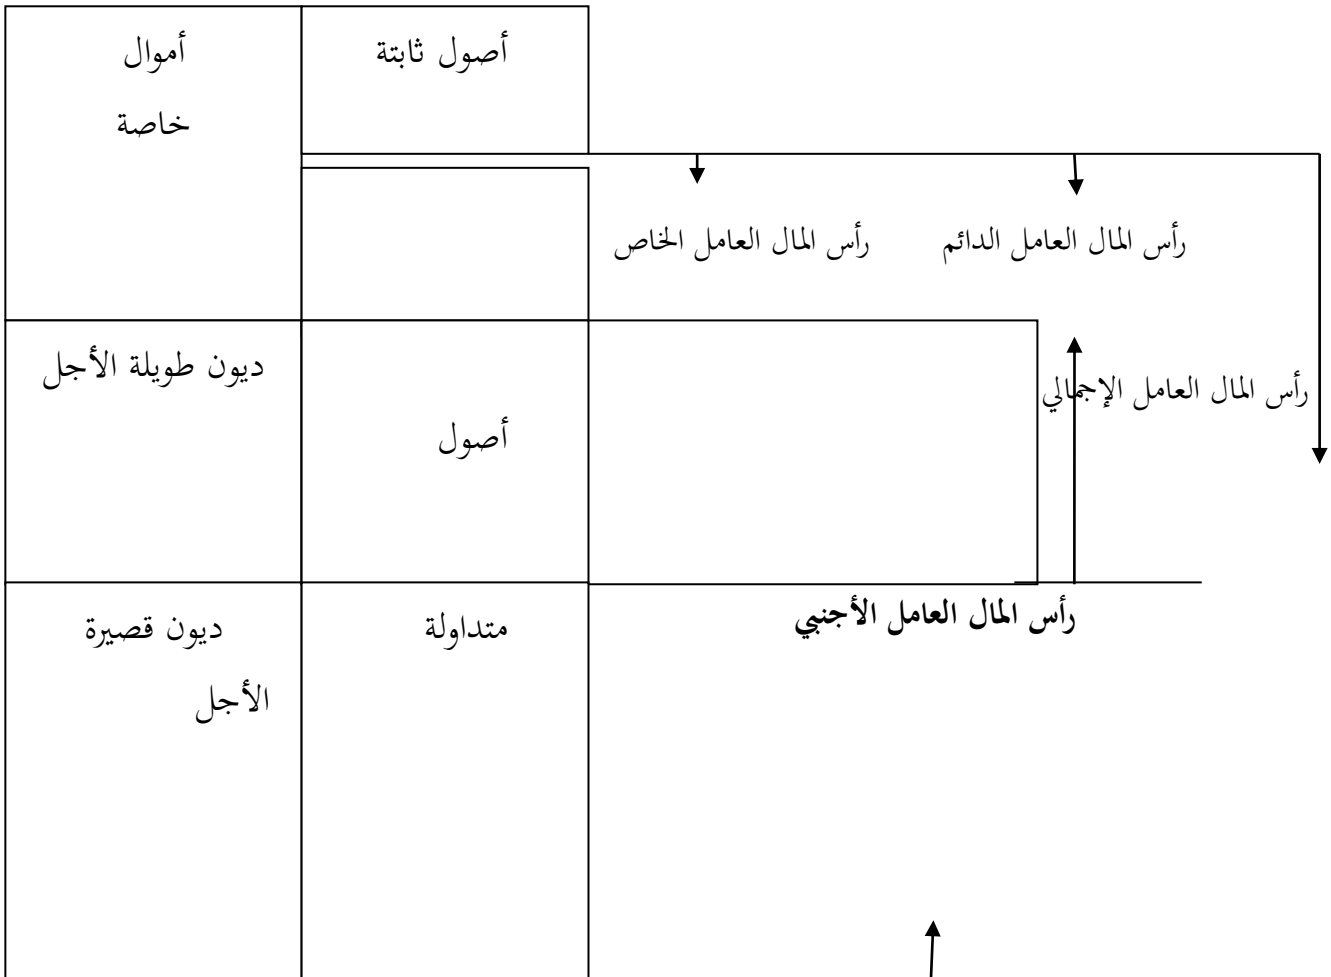 أصول ثابتة
أموال
خاصة
رأس المال العامل الدائم
رأس المال العامل الخاص
رأس المال العامل الإجمالي
أصول
ديون طويلة الأجل
رأس المال العامل الأجنبي
متداولة
ديون قصيرة
الأجل